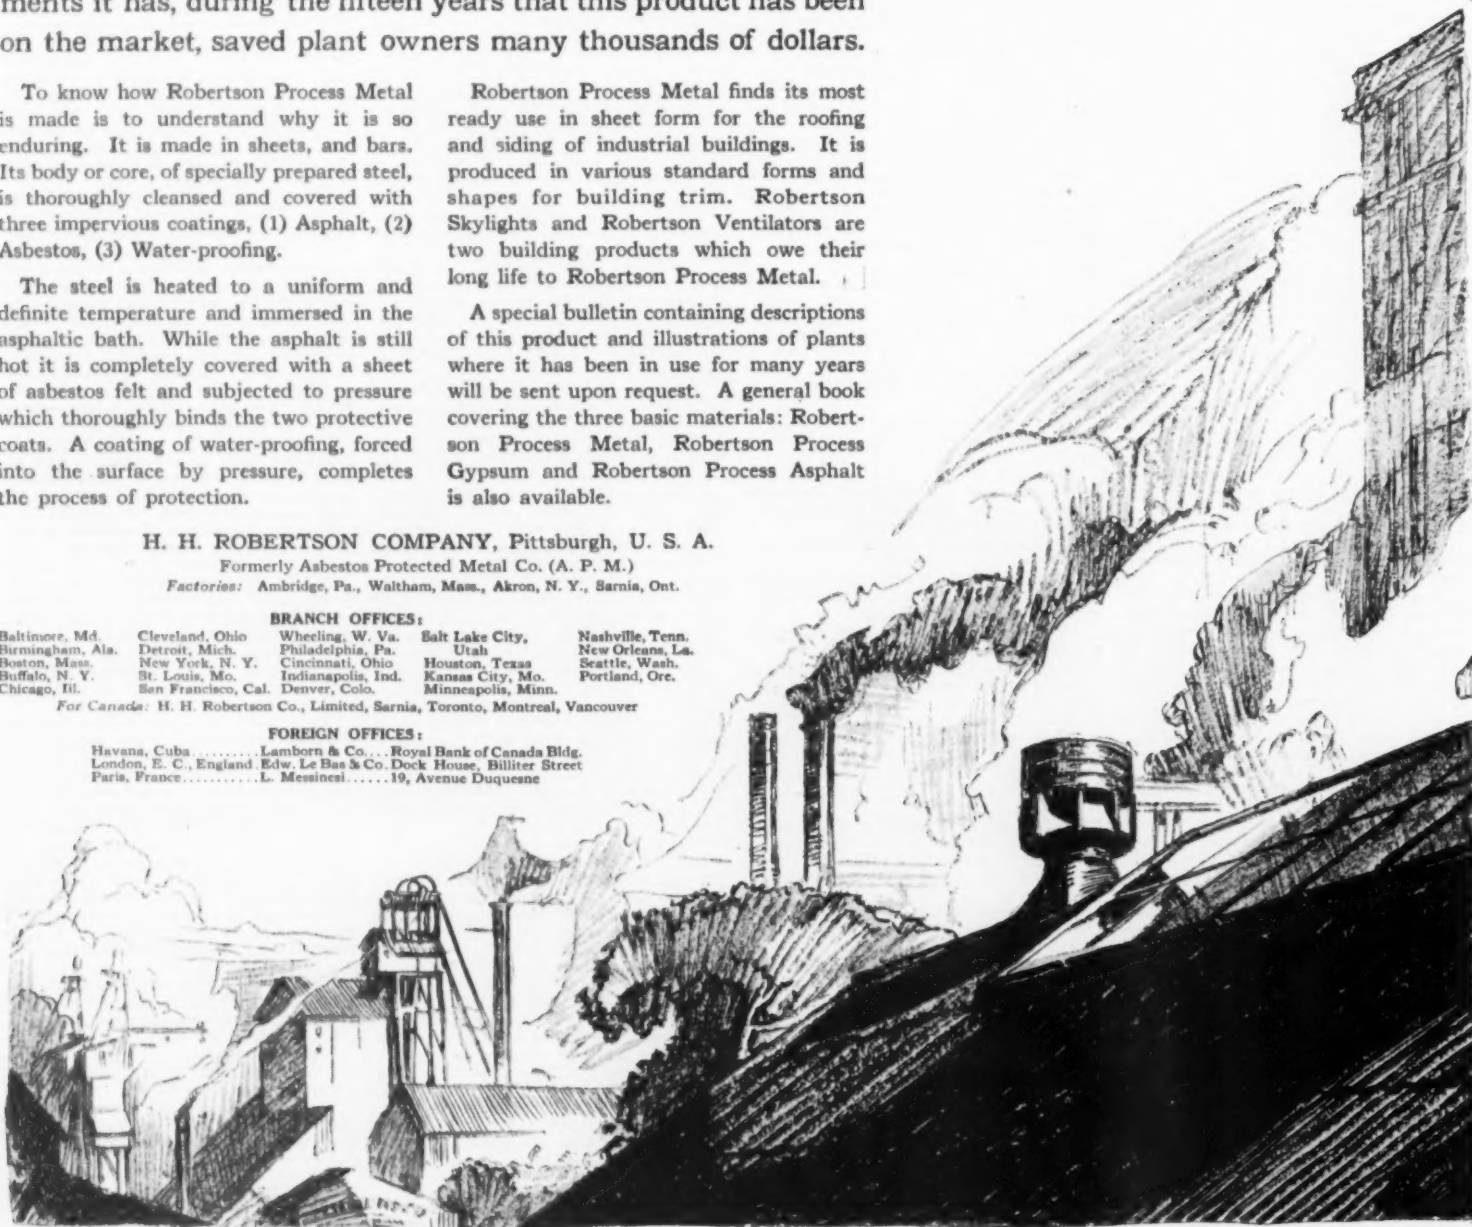 ments it has, during the fifteen years that this product has been
on the market, saved plant owners many thousands of dollars.
To know how Robertson Process Metal
is made is to understand why it is so
enduring. It is made in sheets, and bars.
Its body or core, of specially prepared steel,
is thoroughly cleansed and covered with
three impervious coatings, (1) Asphalt, (2)
Asbestos, (3) Water-proofing.
The steel is heated to a uniform and
definite temperature and immersed in the
asphaltic bath. While the asphalt is still
hot it is completely covered with a sheet
of asbestos felt and subjected to pressure
which thoroughly binds the two protective
coats. A coating of water-proofing, forced
into the surface by pressure, completes
the process of protection.
Robertson Process Metal finds its most
ready use in sheet form for the roofing
and siding of industrial buildings. It is
produced in various standard forms and
shapes for building trim. Robertson
Skylights and Robertson Ventilators are
two building products which owe their
long life to Robertson Process Metal.
A special bulletin containing descriptions
of this product and illustrations of plants
where it has been in use for many years
will be sent upon request. A general book
covering the three basic materials: Robert-
son Process Metal, Robertson Process
Gypsum and Robertson Process Asphalt
is also available.
H. H. ROBERTSON COMPANY, Pittsburgh, U. S. A.
Formerly Asbestos Protected Metal Co. (A. P. M.)
Factories: Ambridge, Pa., Waltham, Mass., Akron, N. Y., Sarnia, Ont.
BRANCH OFFICES:
Baltimore, Md. Cleveland, Ohio Wheeling, W. Va. Salt Lake City, Nashville, Tenn.
Birmingham, Ala. Detroit, Mich. Philadelphia, Pa. Utah New Orleans, La.
Boston, Mass. New York, N. Y. Cincinnati, Ohio Houston, Texas Seattle, Wash.
Buffalo, N. Y. St. Louis, Mo. Indianapolis, Ind. Kansas City, Mo. Portland, Ore.
Chicago, Ill. San Francisco, Cal. Denver, Colo. Minneapolis, Minn.
For Canada: H. H. Robertson Co., Limited, Sarnia, Toronto, Montreal, Vancouver
FOREIGN OFFICES:
Havana, Cuba.........Lamborn & Co....Royal Bank of Canada Bldg.
London, E. C., England.Edw. Le Bas & Co.Dock House, Billiter Street
Paris, France..........L. Messinesi......19, Avenue Duquesne